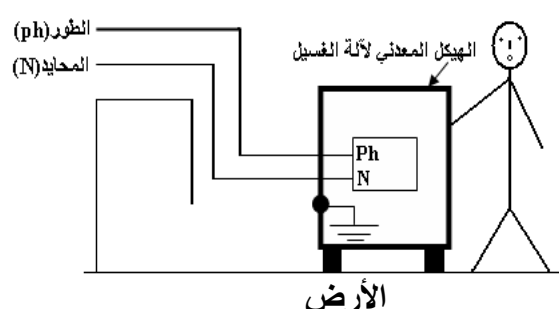 الطور(ph)
المحايد(N)
الهيكل المعدني لآلة الغسيل
Ph
N
الأرض